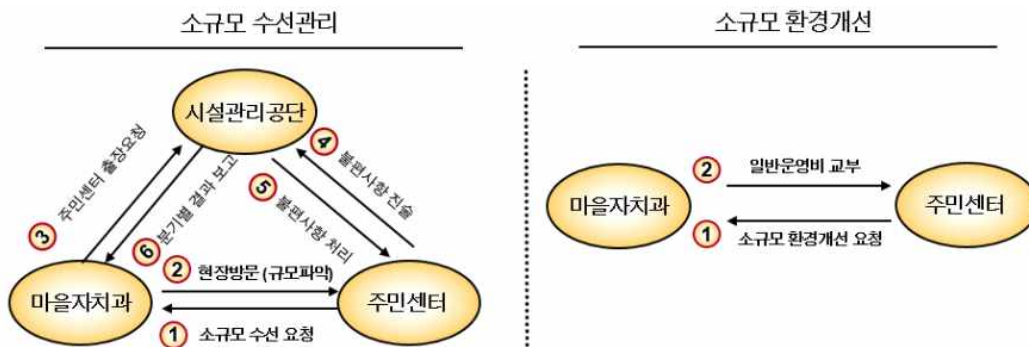 소규모 수선관리
시설관리공단
③ 주민센터 출장요청
⑥ 분기별 결과 보고
④ 불편사항 진술
⑤ 불편사항 처리
마을자치과
② 현장방문 (규모파악)
주민센터
① 소규모 수선 요청
소규모 환경개선
마을자치과
② 일반운영비 교부
주민센터
① 소규모 환경개선 요청